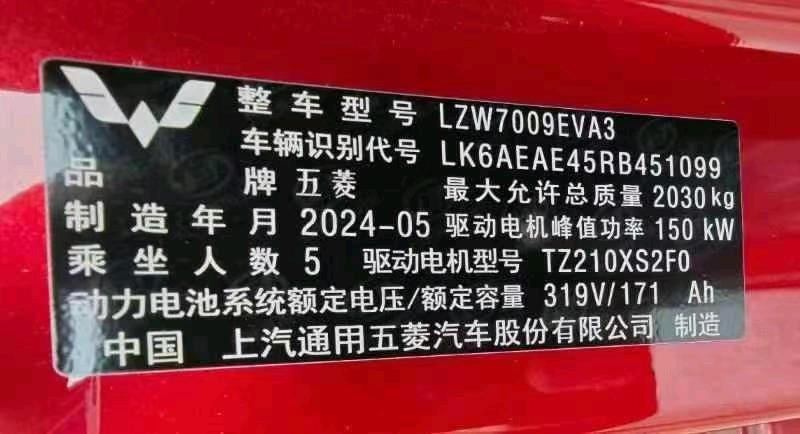 整车型号 LZW7009EVA3
车辆识别代号 LK6AEAE45RB451099
品牌 五菱 最大允许总质量 2030kg
制造年月 2024-05 驱动电机峰值功率 150 kW
乘坐人数 5 驱动电机型号 TZ210XS2F0
动力电池系统额定电压/额定容量 319V/171 Ah
中国 上汽通用五菱汽车股份有限公司 制造